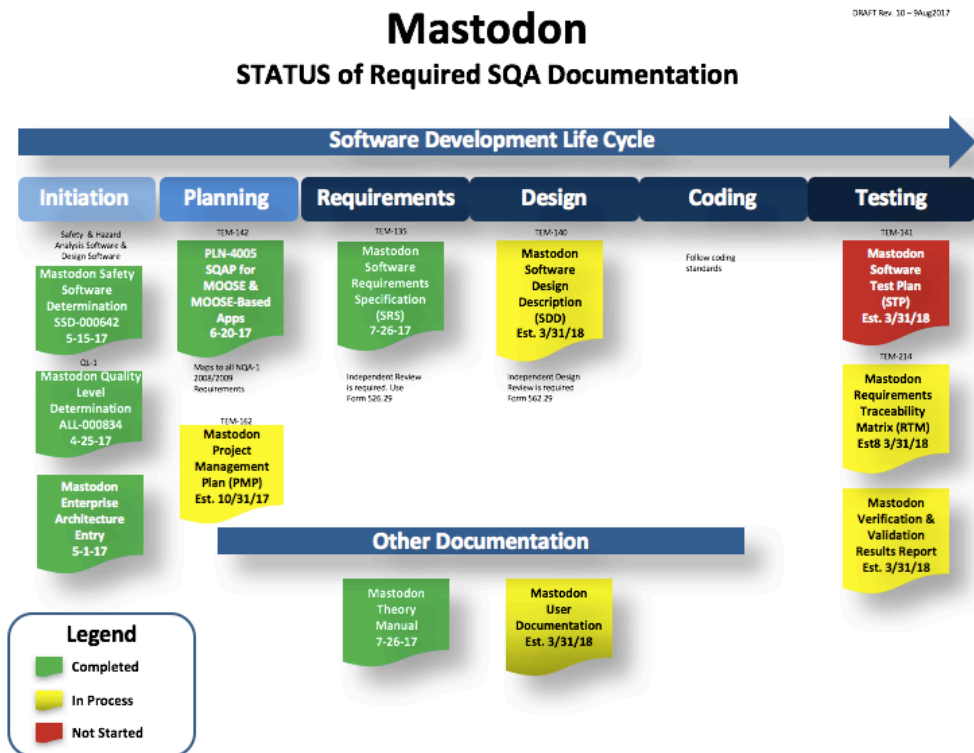 DRAFT Rev. 10 – 9Aug2017
Mastodon
STATUS of Required SQA Documentation
Software Development Life Cycle
Initiation
Planning
Requirements
Design
Coding
Testing
Safety & Hazard
Analysis Software &
Design Software
Mastodon Safety
Software
Determination
SSD-000642
5-15-17
QL-1
Mastodon Quality
Level
Determination
ALL-000834
4-25-17
Mastodon
Enterprise
Architecture
Entry
5-1-17
TEM-142
PLN-4005
SQAP for
MOOSE &
MOOSE-Based
Apps
6-20-17
Maps to all NQA-1
2008/2009
Requirements
TEM-162
Mastodon
Project
Management
Plan (PMP)
Est. 10/31/17
TEM-135
Mastodon
Software
Requirements
Specification
(SRS)
7-26-17
Independent Review
is required. Use
Form 526.29
TEM-140
Mastodon
Software
Design
Description
(SDD)
Est. 3/31/18
Independent Design
Review is required
Form 562.29
Follow coding
standards
TEM-141
Mastodon
Software
Test Plan
(STP)
Est. 3/31/18
TEM-214
Mastodon
Requirements
Traceability
Matrix (RTM)
Est8 3/31/18
Mastodon
Verification &
Validation
Results Report
Est. 3/31/18
Other Documentation
Mastodon
Theory
Manual
7-26-17
Mastodon
User
Documentation
Est. 3/31/18
Legend
Completed
In Process
Not Started